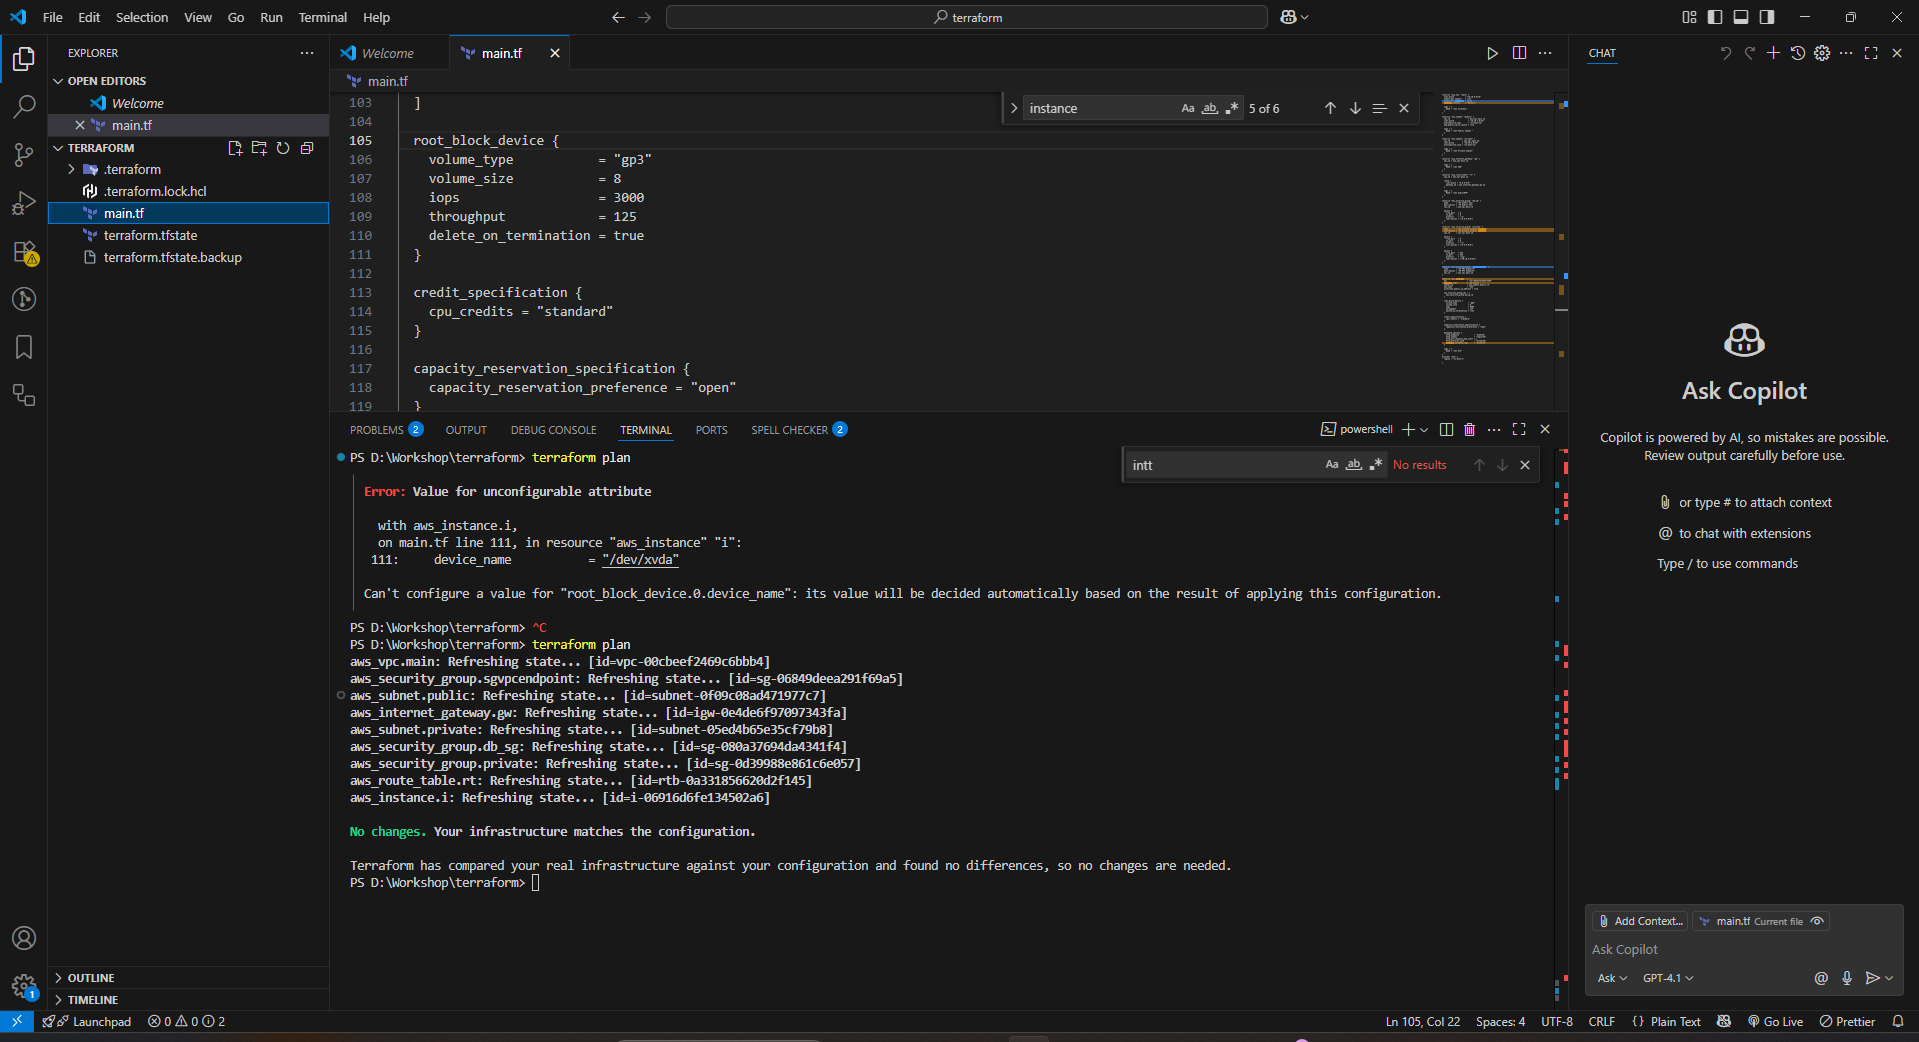 File Edit Selection View Go Run Terminal Help
terraform
EXPLORER
OPEN EDITORS
Welcome
main.tf
TERRAFORM
.terraform
.terraform.lock.hcl
main.tf
terraform.tfstate
terraform.tfstate.backup
OUTLINE
TIMELINE
Welcome
main.tf
main.tf
instance
Aa ab .* 5 of 6
103 ]
104
105 root_block_device {
106 volume_type = "gp3"
107 volume_size = 8
108 iops = 3000
109 throughput = 125
110 delete_on_termination = true
111 }
112
113 credit_specification {
114 cpu_credits = "standard"
115 }
116
117 capacity_reservation_specification {
118 capacity_reservation_preference = "open"
119 }
PROBLEMS 2 OUTPUT DEBUG CONSOLE TERMINAL PORTS SPELL CHECKER 2
powershell
intt
Aa ab .* No results
PS D:\Workshop\terraform> terraform plan
Error: Value for unconfigurable attribute
with aws_instance.i,
on main.tf line 111, in resource "aws_instance" "i":
111: device_name = "/dev/xvda"
Can't configure a value for "root_block_device.0.device_name": its value will be decided automatically based on the result of applying this configuration.
PS D:\Workshop\terraform> ^C
PS D:\Workshop\terraform> terraform plan
aws_vpc.main: Refreshing state... [id=vpc-00cbeef2469c6bbb4]
aws_security_group.sgvpcendpoint: Refreshing state... [id=sg-06849deea291f69a5]
aws_subnet.public: Refreshing state... [id=subnet-0f09c08ad471977c7]
aws_internet_gateway.gw: Refreshing state... [id=igw-0e4de6f97097343fa]
aws_subnet.private: Refreshing state... [id=subnet-05ed4b65e35cf79b8]
aws_security_group.db_sg: Refreshing state... [id=sg-080a37694da4341f4]
aws_security_group.private: Refreshing state... [id=sg-0d39988e861c6e057]
aws_route_table.rt: Refreshing state... [id=rtb-0a331856620d2f145]
aws_instance.i: Refreshing state... [id=i-06916d6fe134502a6]
No changes. Your infrastructure matches the configuration.
Terraform has compared your real infrastructure against your configuration and found no differences, so no changes are needed.
PS D:\Workshop\terraform>
CHAT
Ask Copilot
Copilot is powered by AI, so mistakes are possible.
Review output carefully before use.
or type # to attach context
@ to chat with extensions
Type / to use commands
Add Context... main.tf Current file
Ask Copilot
Ask GPT-4.1
1
Launchpad 0 0 2
Ln 105, Col 22 Spaces: 4 UTF-8 CRLF {} Plain Text Go Live Prettier